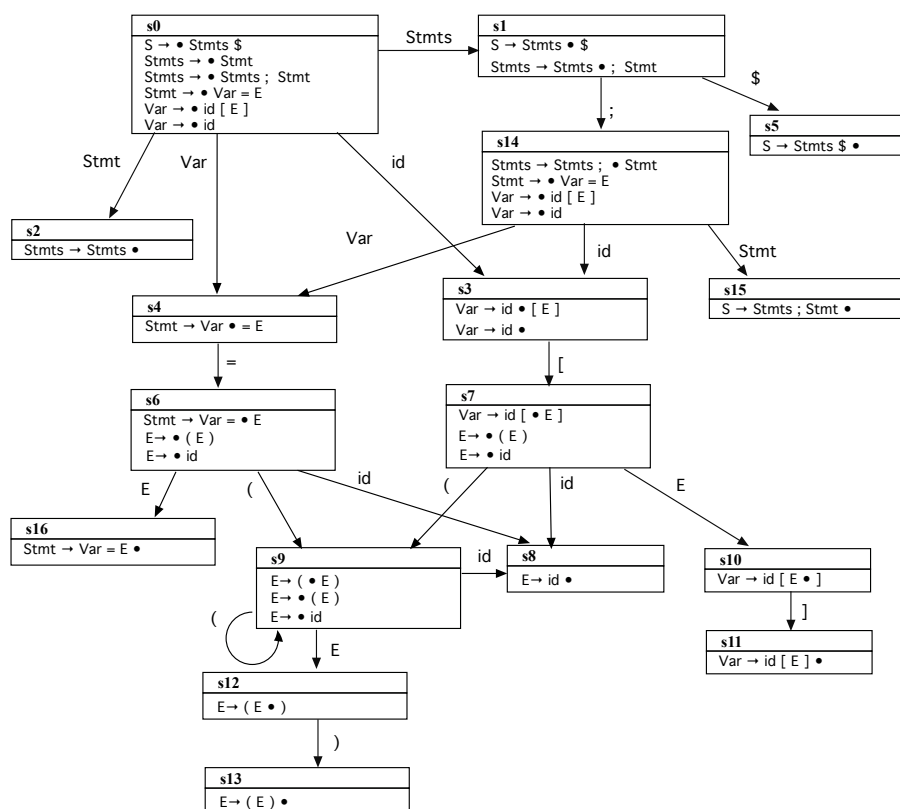 s0
S → • Stmts $
Stmts → • Stmt
Stmts → • Stmts ; Stmt
Stmt → • Var = E
Var → • id [ E ]
Var → • id
Stmts
s1
S → Stmts • $
Stmts → Stmts • ; Stmt
$
;
s5
S → Stmts $ •
s14
Stmts → Stmts ; • Stmt
Stmt → • Var = E
Var → • id [ E ]
Var → • id
Stmt
Var
id
s2
Stmts → Stmts •
Var
id
Stmt
s15
S → Stmts ; Stmt •
s4
Stmt → Var • = E
s3
Var → id • [ E ]
Var → id •
=
[
s6
Stmt → Var = • E
E→ • ( E )
E→ • id
s7
Var → id [ • E ]
E→ • ( E )
E→ • id
E
(
id
(
id
E
s16
Stmt → Var = E •
s9
E→ ( • E )
E→ • ( E )
E→ • id
id
s8
E→ id •
s10
Var → id [ E • ]
]
s11
Var → id [ E ] •
(
E
s12
E→ ( E • )
)
s13
E→ ( E ) •